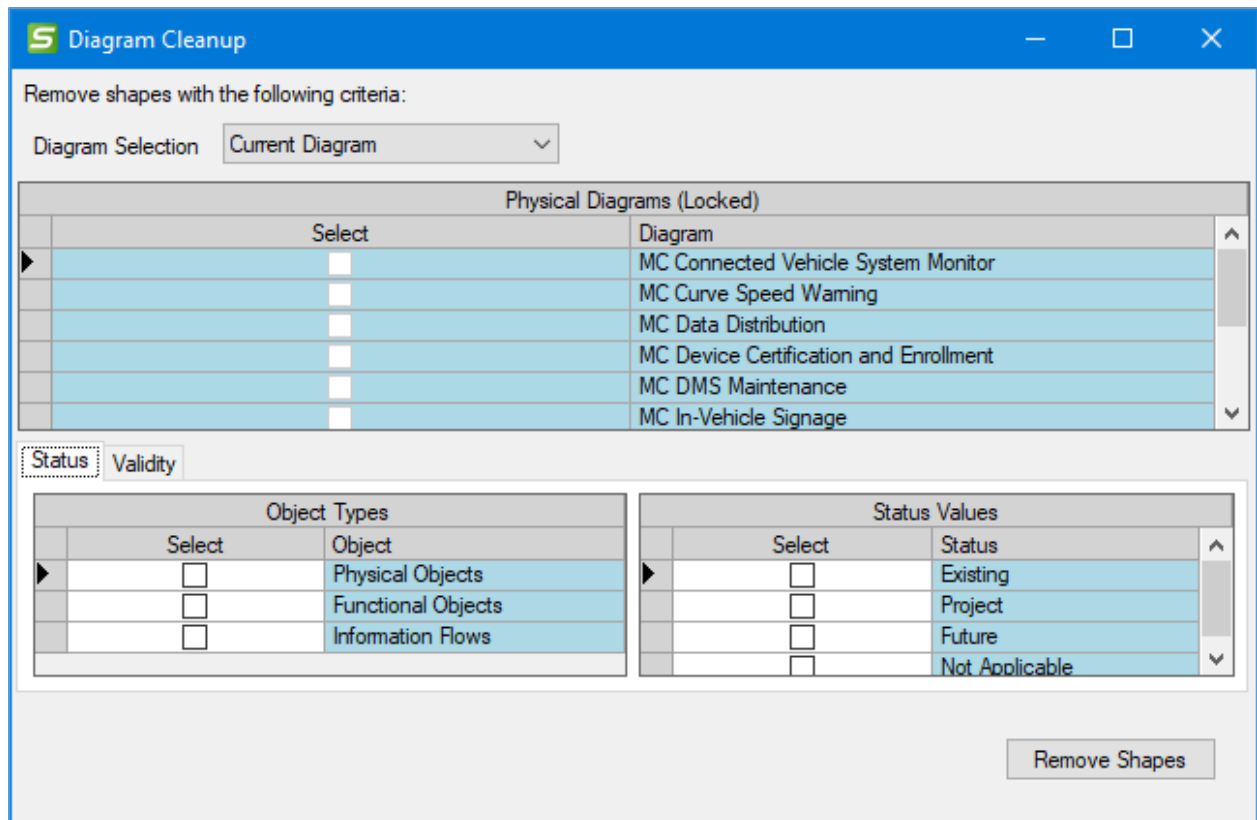 Diagram Cleanup
Remove shapes with the following criteria:
Diagram Selection Current Diagram
Physical Diagrams (Locked)
Select Diagram
MC Connected Vehicle System Monitor
MC Curve Speed Warning
MC Data Distribution
MC Device Certification and Enrollment
MC DMS Maintenance
MC In-Vehicle Signage
Status Validity
Object Types
Select Object
Physical Objects
Functional Objects
Information Flows
Status Values
Select Status
Existing
Project
Future
Not Applicable
Remove Shapes